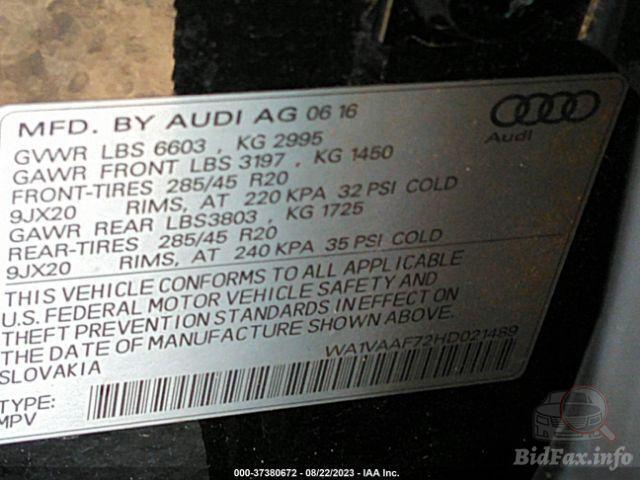 MFD. BY AUDI AG 06 16
Audi
GVWR LBS 6603 , KG 2995
GAWR FRONT LBS 3197 , KG 1450
FRONT-TIRES 285/45 R20
9JX20 RIMS, AT 220 KPA 32 PSI COLD
GAWR REAR LBS3803 , KG 1725
REAR-TIRES 285/45 R20
9JX20 RIMS, AT 240 KPA 35 PSI COLD
THIS VEHICLE CONFORMS TO ALL APPLICABLE
U.S. FEDERAL MOTOR VEHICLE SAFETY AND
THEFT PREVENTION STANDARDS IN EFFECT ON
THE DATE OF MANUFACTURE SHOWN ABOVE.
SLOVAKIA
WA1VAAF72HD021489
TYPE:
MPV
BidFax.info
000-37380672 - 08/22/2023 - IAA Inc.